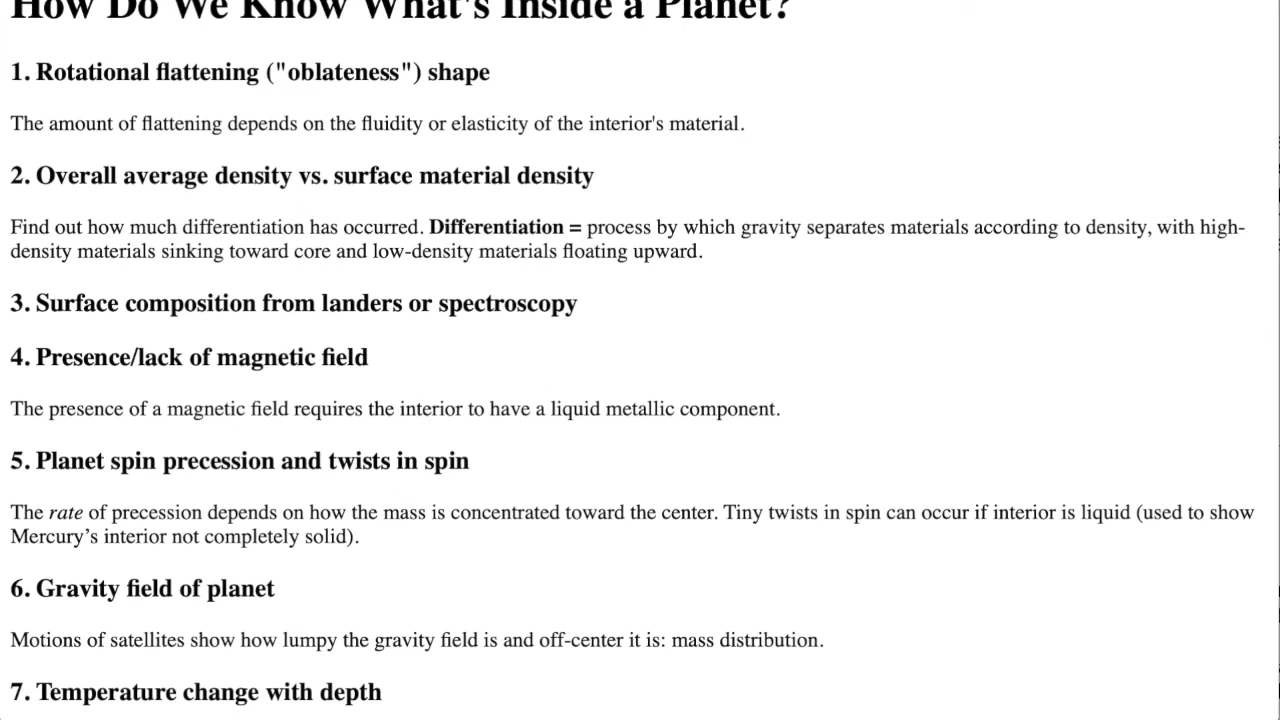 How Do We Know What's Inside a Planet?
1. Rotational flattening ("oblateness") shape
The amount of flattening depends on the fluidity or elasticity of the interior's material.
2. Overall average density vs. surface material density
Find out how much differentiation has occurred. Differentiation = process by which gravity separates materials according to density, with high-
density materials sinking toward core and low-density materials floating upward.
3. Surface composition from landers or spectroscopy
4. Presence/lack of magnetic field
The presence of a magnetic field requires the interior to have a liquid metallic component.
5. Planet spin precession and twists in spin
The rate of precession depends on how the mass is concentrated toward the center. Tiny twists in spin can occur if interior is liquid (used to show
Mercury’s interior not completely solid).
6. Gravity field of planet
Motions of satellites show how lumpy the gravity field is and off-center it is: mass distribution.
7. Temperature change with depth